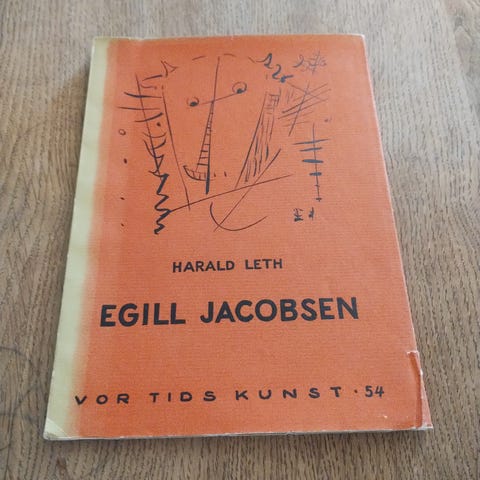 HARALD LETH
EGILL JACOBSEN
VOR TIDS KUNST · 54